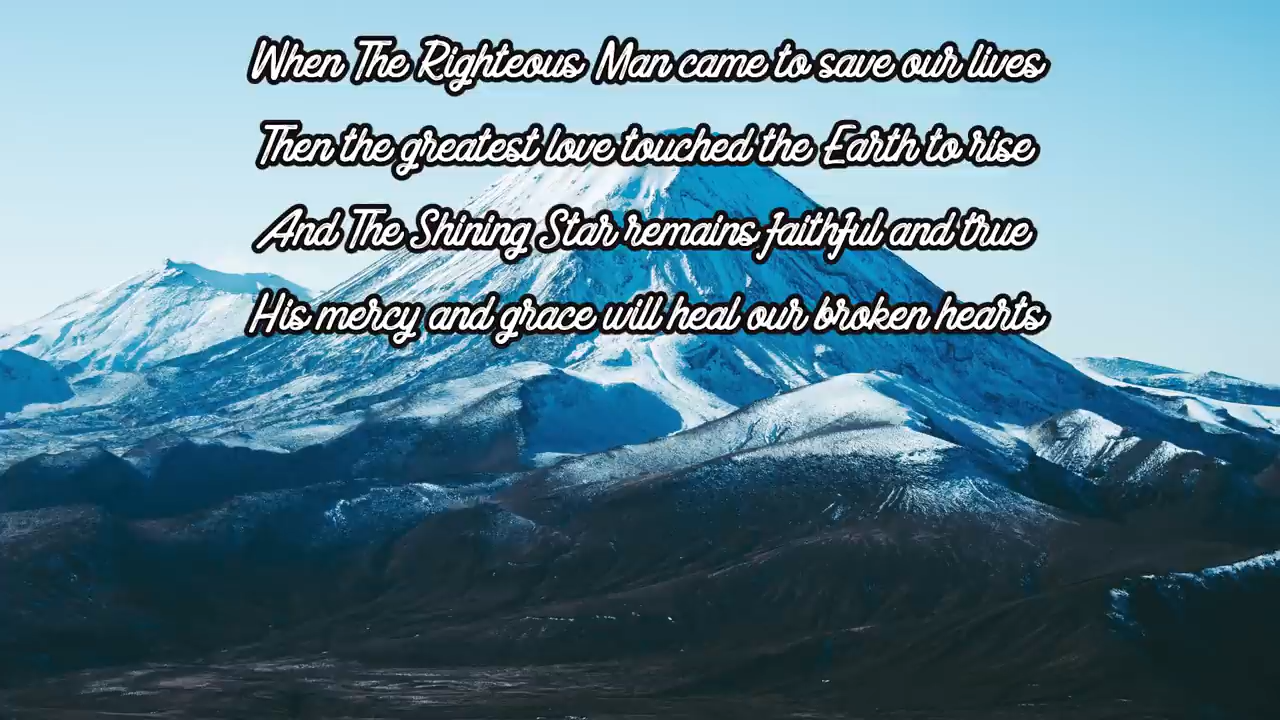 When The Righteous Man came to save our lives
Then the greatest love touched the Earth to rise
And The Shining Star remains faithful and true
His mercy and grace will heal our broken hearts